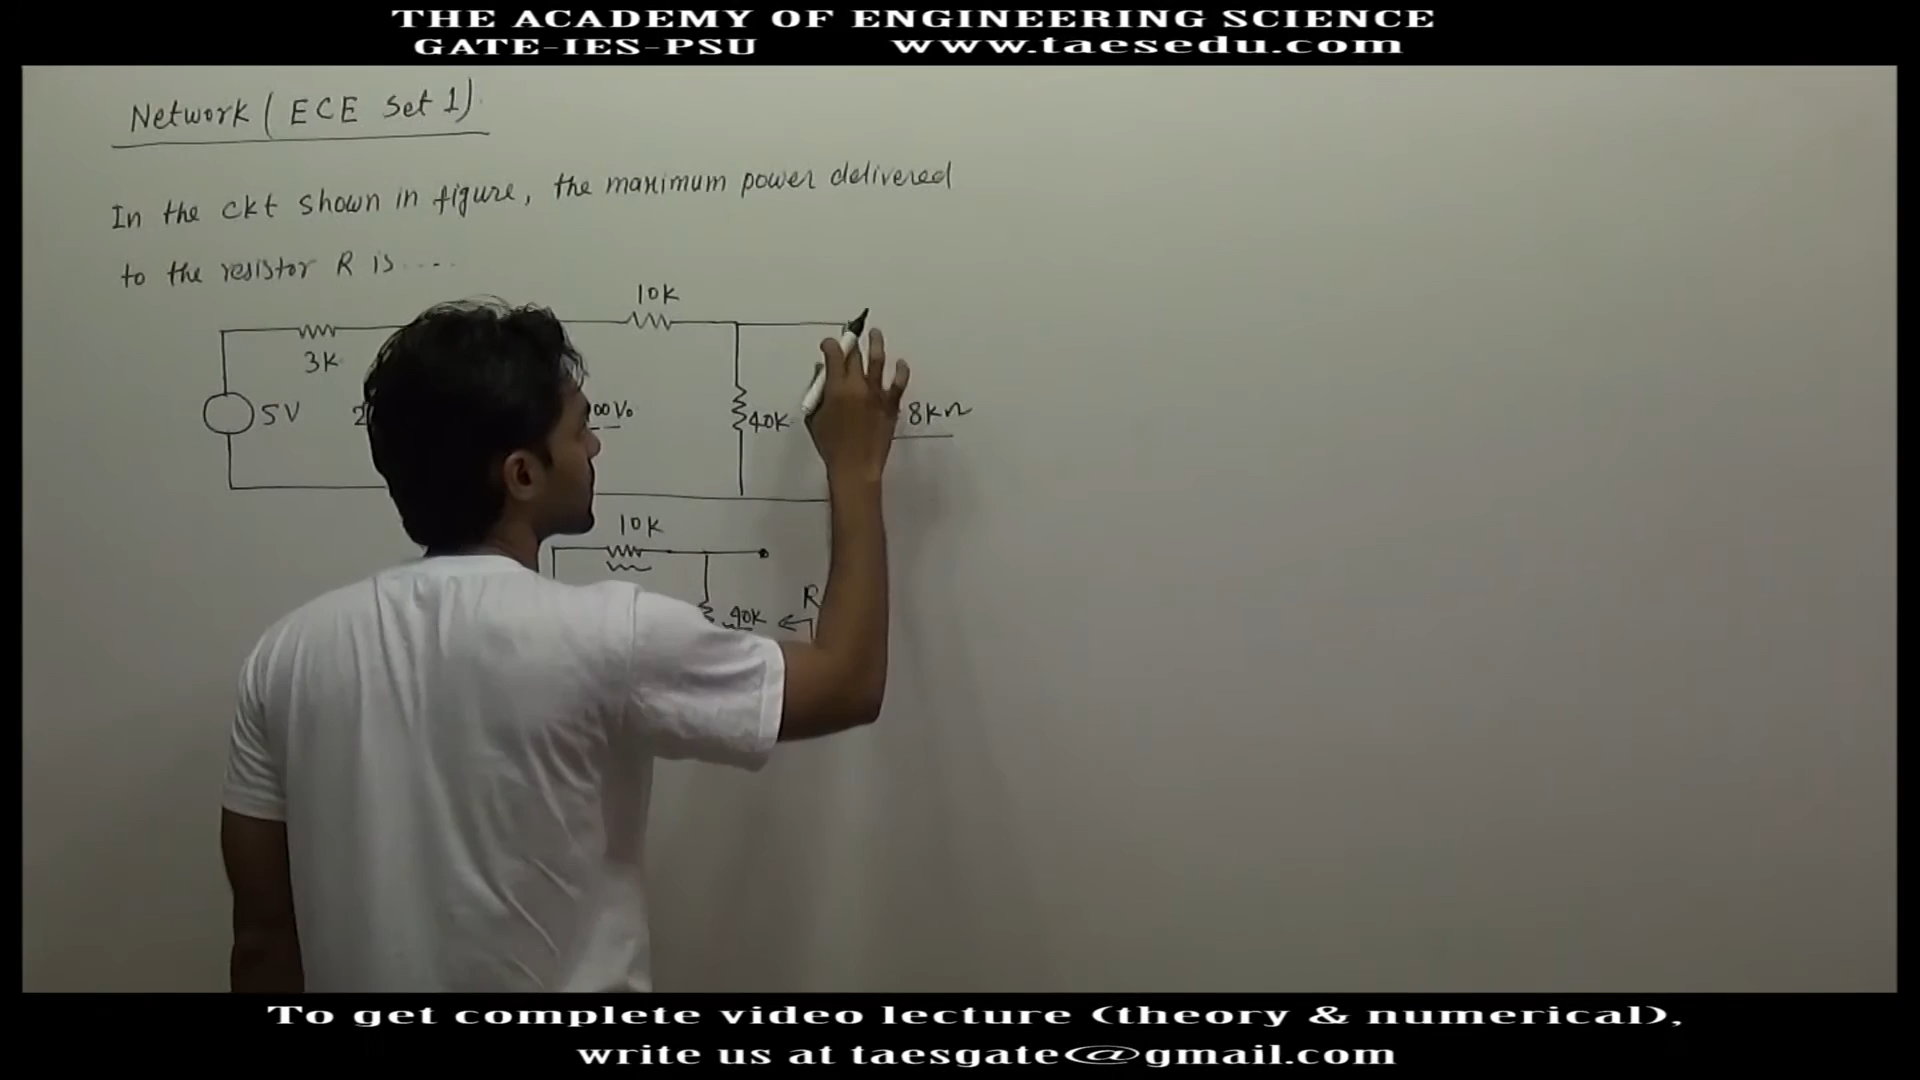 THE ACADEMY OF ENGINEERING SCIENCE
GATE-IES-PSU www.taesedu.com
Network (ECE Set 1)
In the ckt shown in figure, the maximum power delivered
to the resistor R is ....
10K
3K
5V
2
00V₀
40K
8KΩ
10K
40K
R
To get complete video lecture (theory & numerical),
write us at taesgate@gmail.com